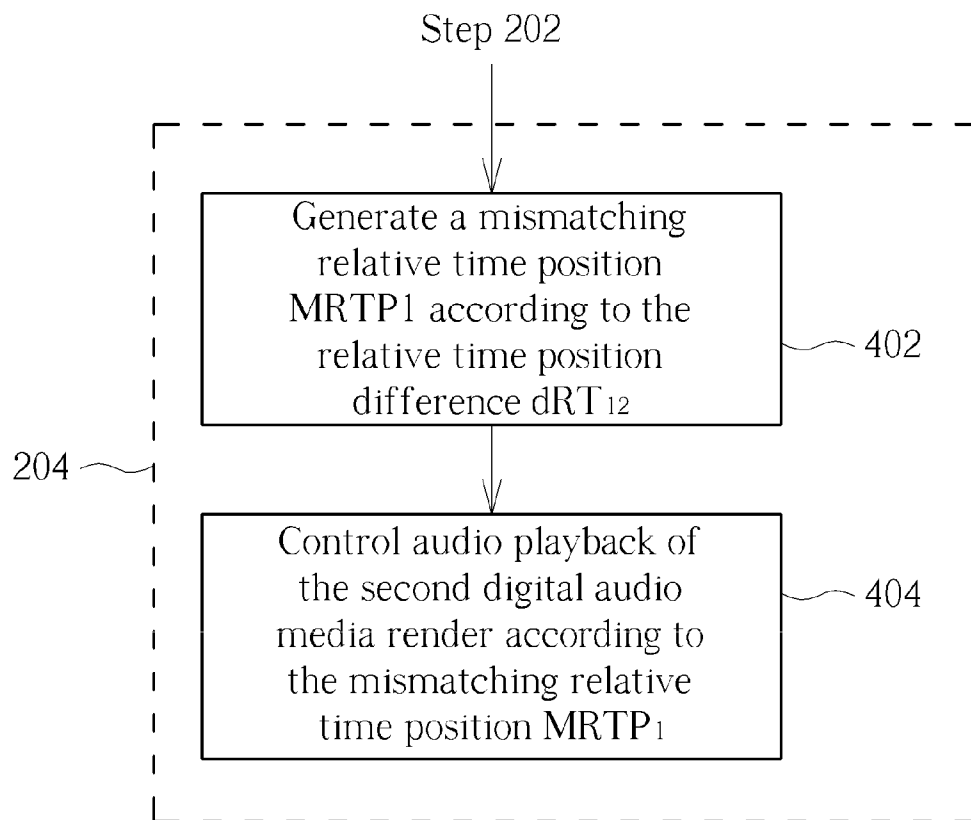 Step 202
Generate a mismatching
relative time position
MRTP1 according to the
relative time position
difference dRT12
402
204
Control audio playback of
the second digital audio
media render according to
the mismatching relative
time position MRTP1
404